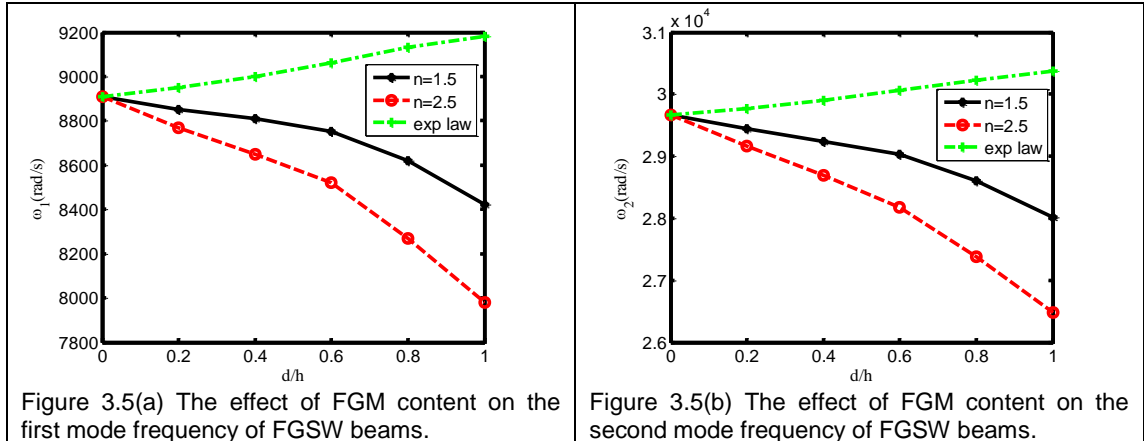 9200
9000
8800
8600
8400
8200
8000
7800
0 0.2 0.4 0.6 0.8 1
d/h
ω1(rad/s)
n=1.5
n=2.5
exp law
Figure 3.5(a) The effect of FGM content on the
first mode frequency of FGSW beams.
x 10^4
3.1
3
2.9
2.8
2.7
2.6
0 0.2 0.4 0.6 0.8 1
d/h
ω2(rad/s)
n=1.5
n=2.5
exp law
Figure 3.5(b) The effect of FGM content on the
second mode frequency of FGSW beams.